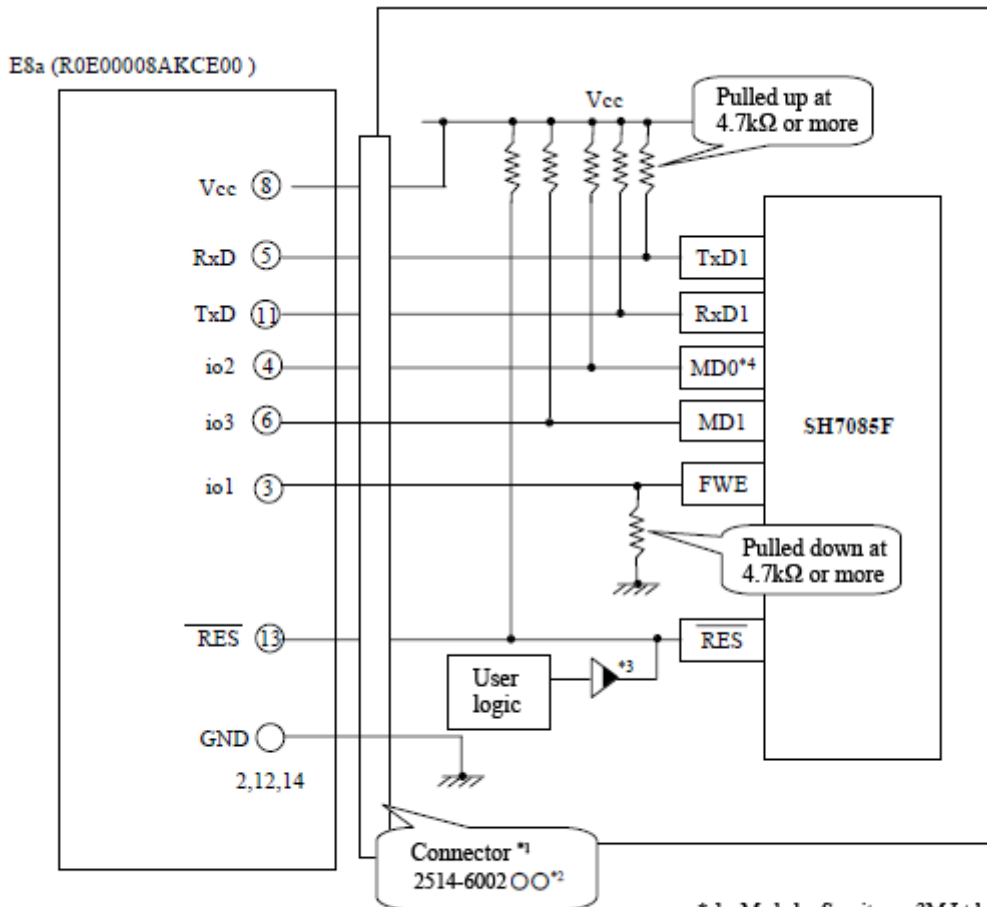 E8a (R0E00008AKCE00 )
Vcc
Pulled up at
4.7kΩ or more
Vcc 8
RxD 5
TxD1
TxD 11
RxD1
io2 4
MD0*4
io3 6
MD1
SH7085F
io1 3
FWE
Pulled down at
4.7kΩ or more
RES 13
RES
User
logic
*3
GND
2,12,14
Connector *1
2514-6002○○*2